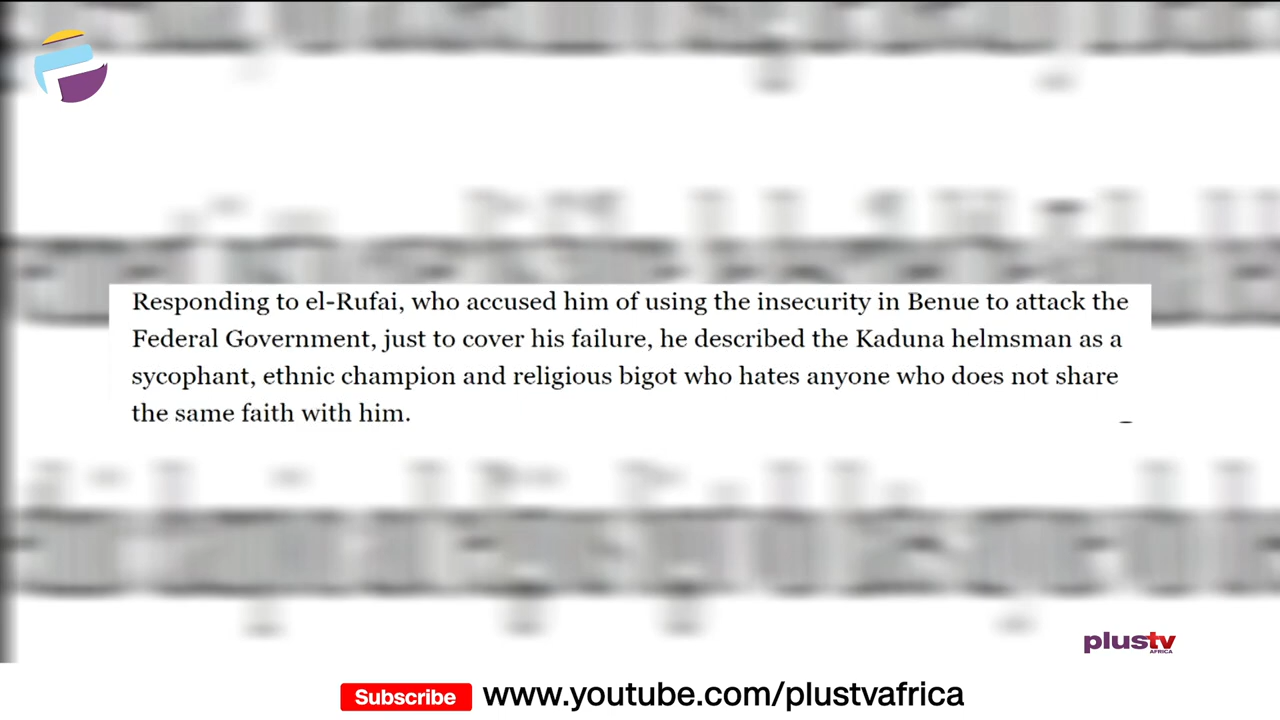 Responding to el-Rufai, who accused him of using the insecurity in Benue to attack the
Federal Government, just to cover his failure, he described the Kaduna helmsman as a
sycophant, ethnic champion and religious bigot who hates anyone who does not share
the same faith with him.
plustv
AFRICA
Subscribe www.youtube.com/plustvafrica